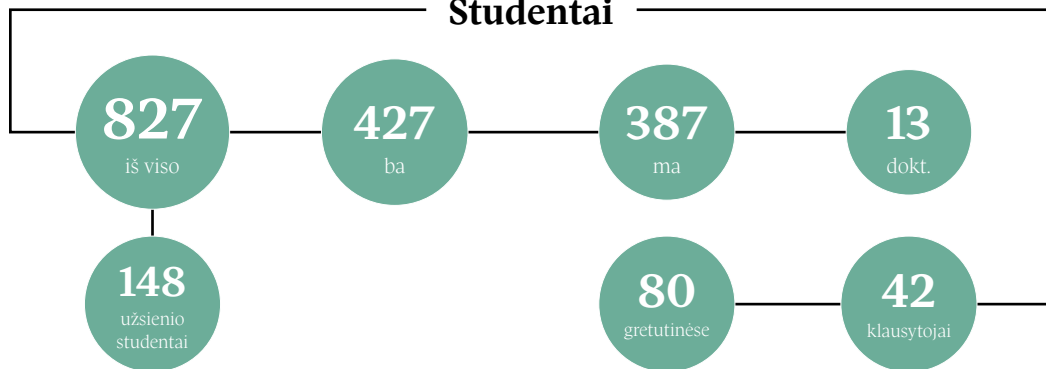 Studentai
827
iš viso
427
ba
387
ma
13
dokt.
148
užsienio
studentai
80
gretutinėse
42
klausytojai